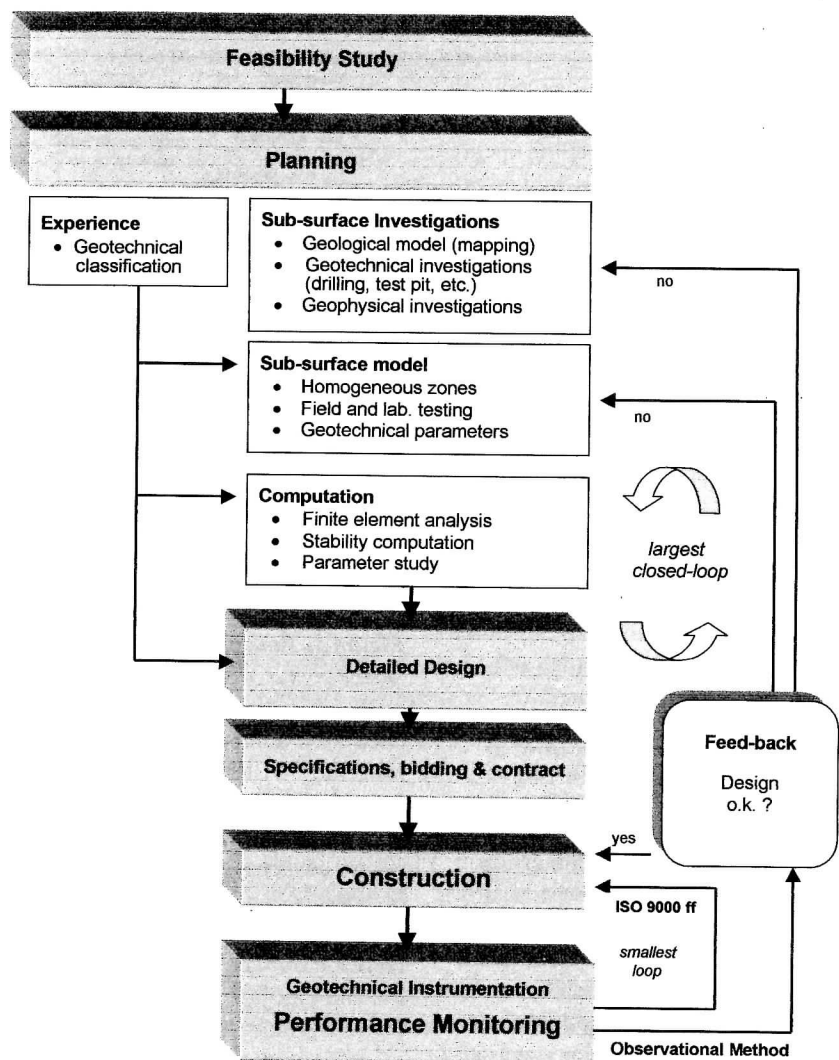 Feasibility Study
Planning
Experience
• Geotechnical
classification
Sub-surface Investigations
• Geological model (mapping)
• Geotechnical investigations
(drilling, test pit, etc.)
• Geophysical investigations
no
Sub-surface model
• Homogeneous zones
• Field and lab. testing
• Geotechnical parameters
no
Computation
• Finite element analysis
• Stability computation
• Parameter study
largest
closed-loop
Detailed Design
Specifications, bidding & contract
Feed-back
Design
o.k. ?
yes
Construction
ISO 9000 ff
smallest
loop
Geotechnical Instrumentation
Performance Monitoring
Observational Method